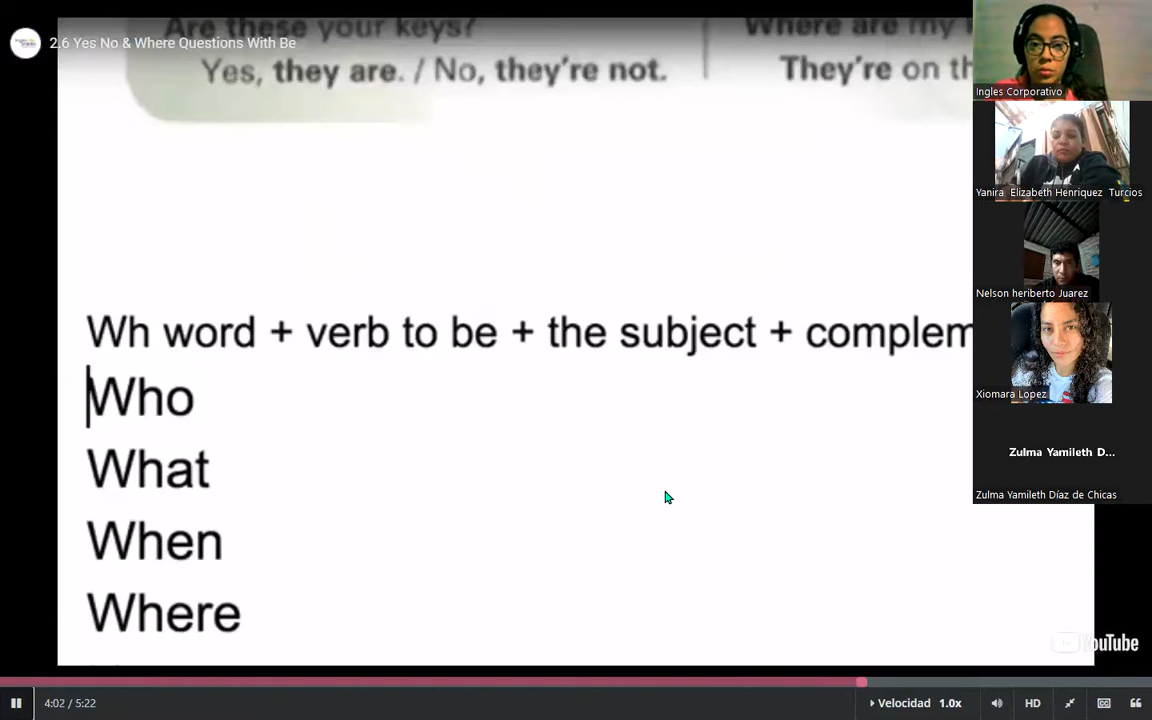 Are these your keys?
Where are my
2.6 Yes No & Where Questions With Be
Yes, they are. / No, they're not.
They're on th
Ingles Corporativo
Yanira Elizabeth Henriquez Turcios
Wh word + verb to be + the subject + complem
Who
What
When
Where
Nelson heriberto Juarez
Xiomara Lopez
Zulma Yamileth D...
Zulma Yamileth Díaz de Chicas
YouTube
4:02 / 5:22
Velocidad 1.0x
HD